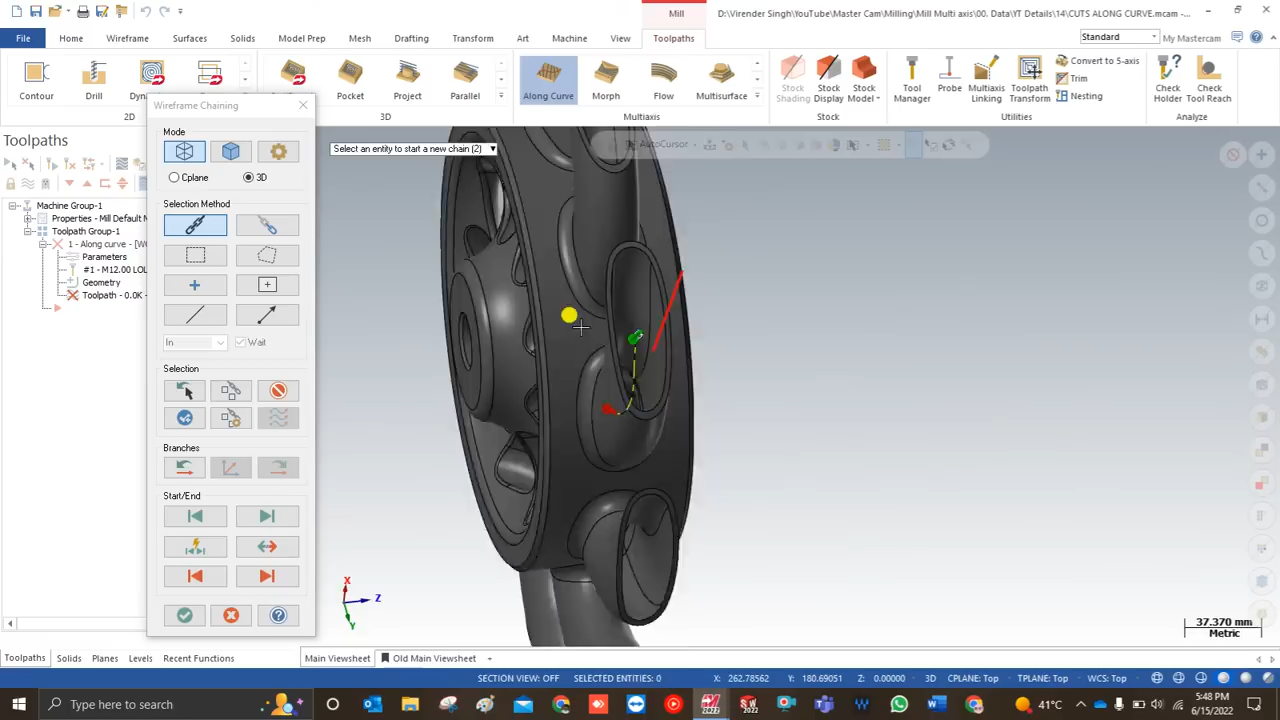 Mill
D:\Virender Singh\YouTube\Master Cam\Milling\Mill Multi axis\00. Data\YT Details\14\CUTS ALONG CURVE.mcam -...
File Home Wireframe Surfaces Solids Model Prep Mesh Drafting Transform Art Machine View Toolpaths
Standard My Mastercam
Contour Drill Pocket Project Parallel Along Curve Morph Flow Multisurface Stock Shading Stock Display Stock Model Tool Manager Probe Multiaxis Linking Toolpath Transform Convert to 5-axis Trim Nesting Check Holder Check Tool Reach
2D 3D Multiaxis Stock Utilities Analyze
Wireframe Chaining
Mode
Cplane 3D
Selection Method
In Wait
Selection
Branches
Start/End
Toolpaths
Machine Group-1
Properties - Mill Default M
Toolpath Group-1
1 - Along curve - [WC
Parameters
#1 - M12.00 LOL
Geometry
Toolpath - 0.0K -
Select an entity to start a new chain (2)
AutoCursor
X
Z
Y
37.370 mm
Metric
Toolpaths Solids Planes Levels Recent Functions Main Viewsheet Old Main Viewsheet +
SECTION VIEW: OFF SELECTED ENTITIES: 0 X: 262.78562 Y: 180.69051 Z: 0.00000 3D CPLANE: Top TPLANE: Top WCS: Top
Type here to search
41°C ENG
5:48 PM
6/15/2022